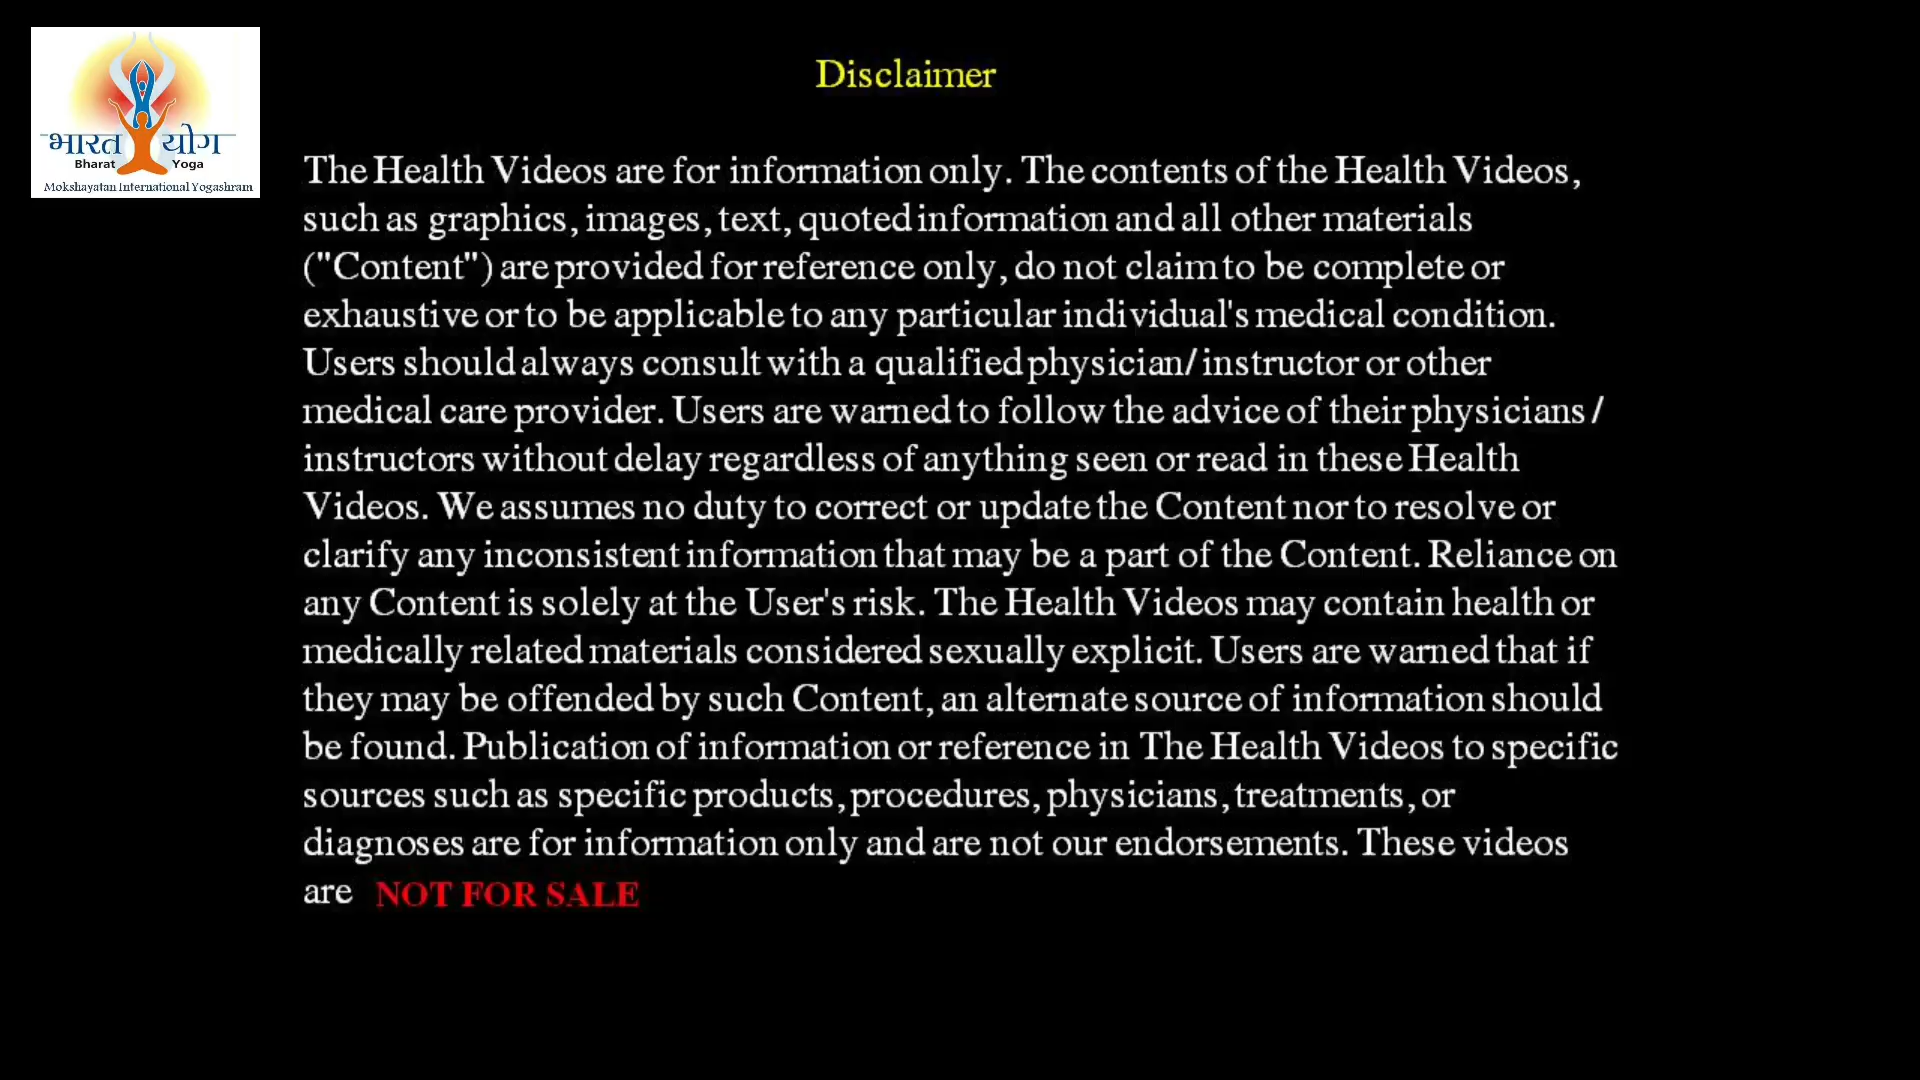 भारत योग
Bharat Yoga
Mokshayatan International Yogashram
Disclaimer
The Health Videos are for information only. The contents of the Health Videos,
such as graphics, images, text, quoted information and all other materials
("Content") are provided for reference only, do not claim to be complete or
exhaustive or to be applicable to any particular individual's medical condition.
Users should always consult with a qualified physician/ instructor or other
medical care provider. Users are warned to follow the advice of their physicians /
instructors without delay regardless of anything seen or read in these Health
Videos. We assumes no duty to correct or update the Content nor to resolve or
clarify any inconsistent information that may be a part of the Content. Reliance on
any Content is solely at the User's risk. The Health Videos may contain health or
medically related materials considered sexually explicit. Users are warned that if
they may be offended by such Content, an alternate source of information should
be found. Publication of information or reference in The Health Videos to specific
sources such as specific products, procedures, physicians, treatments, or
diagnoses are for information only and are not our endorsements. These videos
are NOT FOR SALE